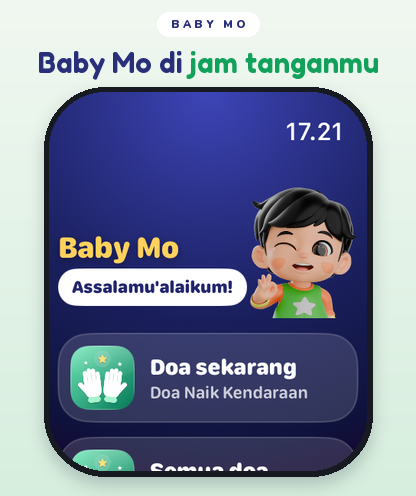 BABY MO
Baby Mo di jam tanganmu
17.21
Baby Mo
Assalamu'alaikum!
Doa sekarang
Doa Naik Kendaraan
Semua doa